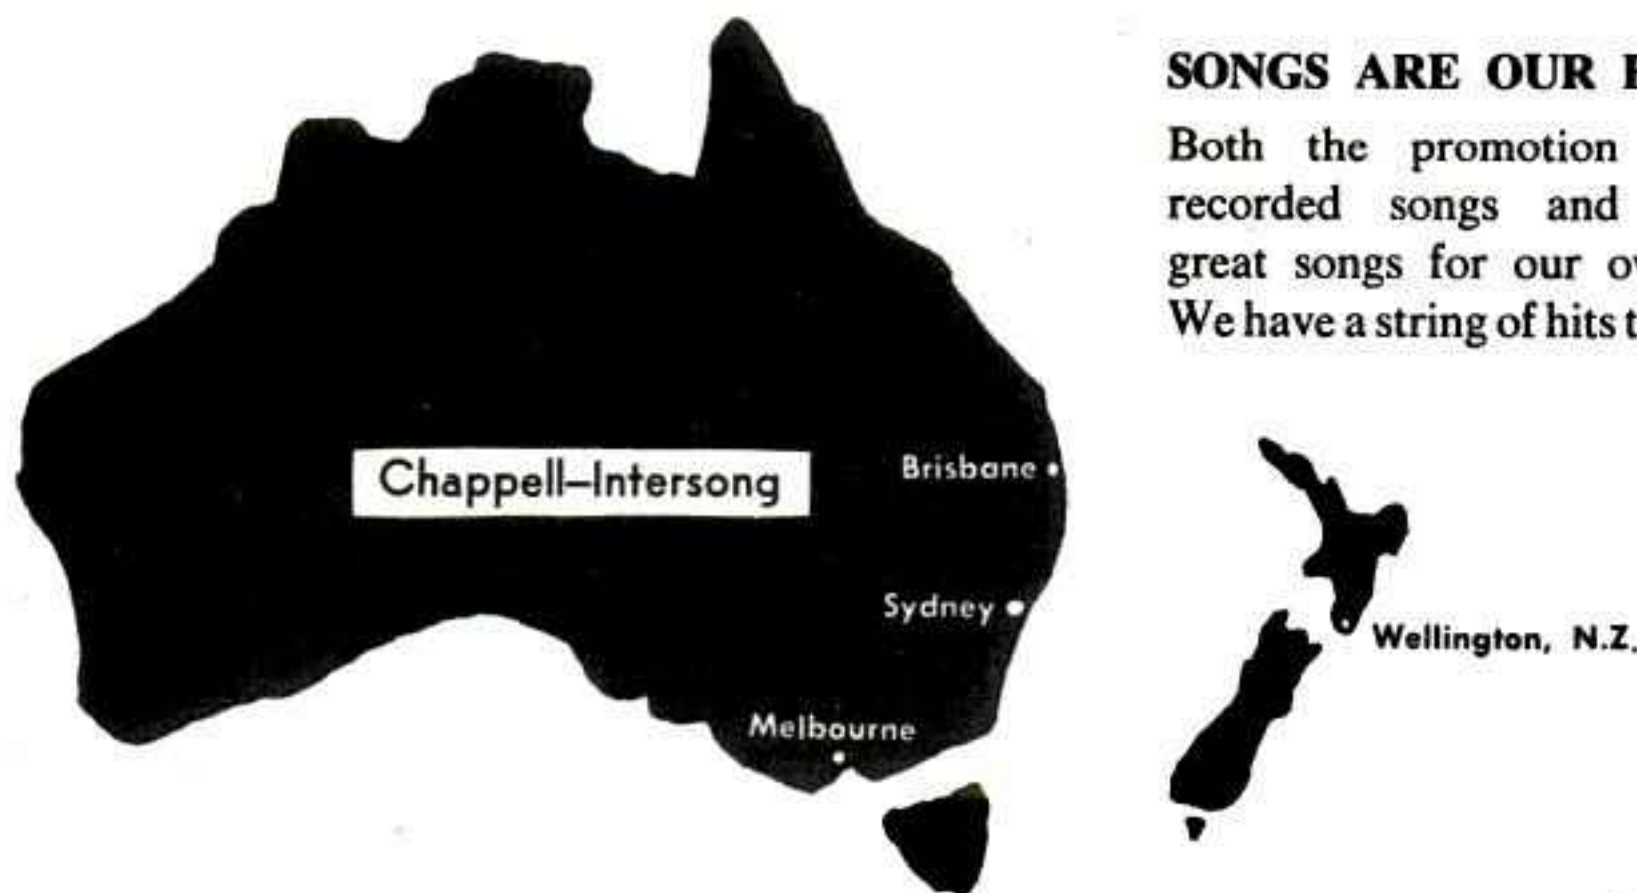 SONGS ARE OUR
Both the promotion
recorded songs and
great songs for our
We have a string of hits
Chappell–Intersong
Brisbane
Sydney
Wellington, N.Z.
Melbourne